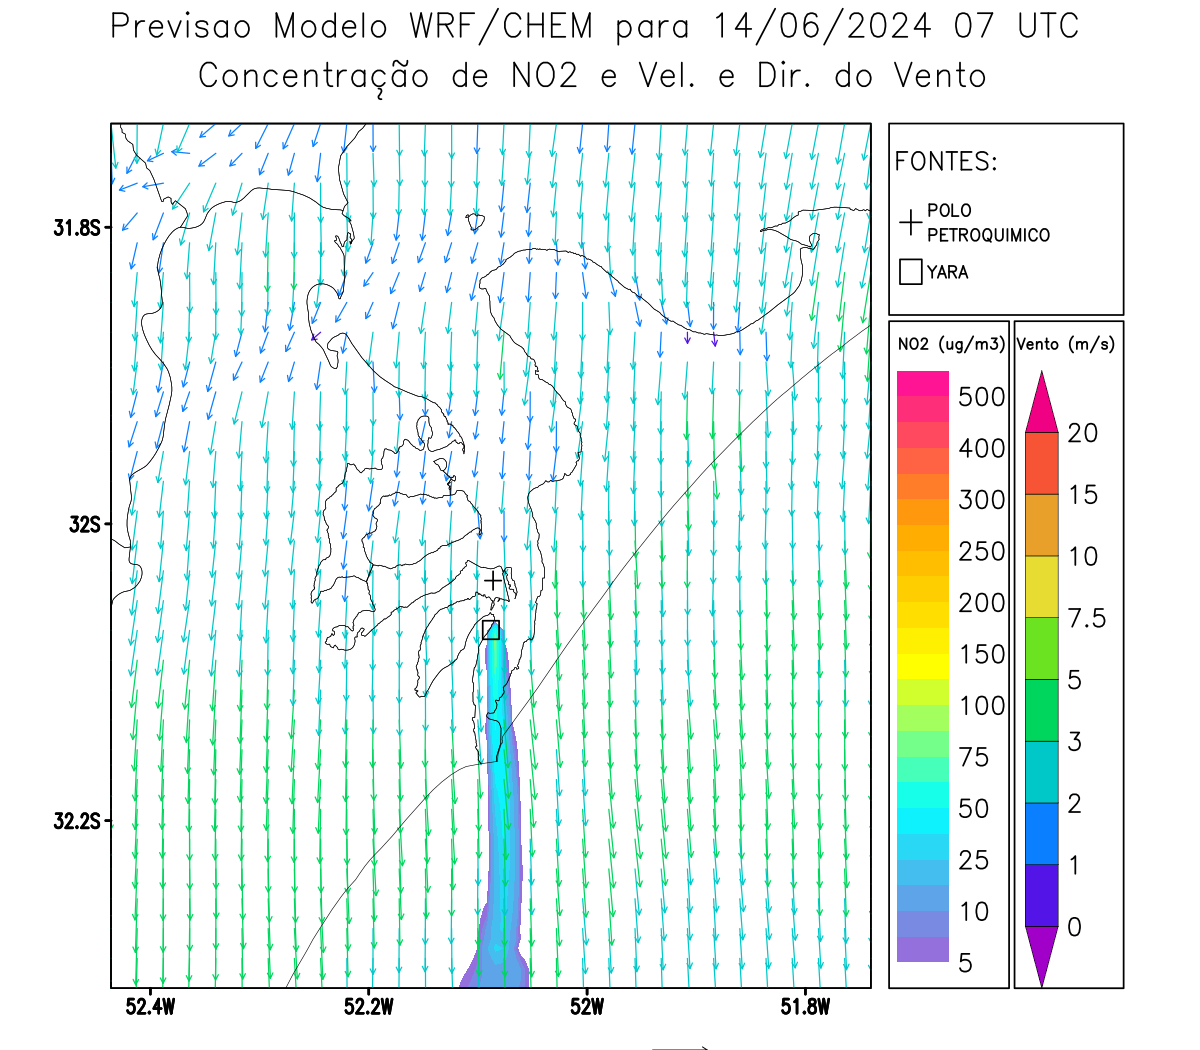 Previsao Modelo WRF/CHEM para 14/06/2024 07 UTC
Concentração de NO2 e Vel. e Dir. do Vento
FONTES:
POLO
PETROQUIMICO
YARA
NO2 (ug/m3)
500
400
300
250
200
150
100
75
50
25
10
5
Vento (m/s)
20
15
10
7.5
5
3
2
1
0
31.8S
32S
32.2S
52.4W
52.2W
52W
51.8W